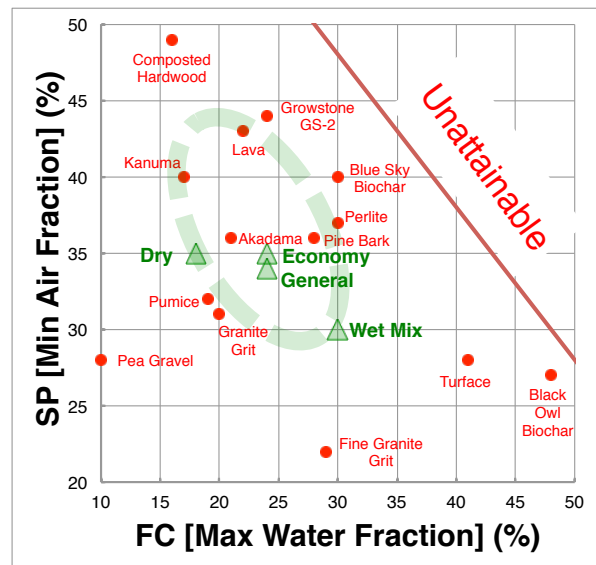 50
45
40
35
30
25
20
SP [Min Air Fraction] (%)
Composted
Hardwood
Growstone
GS-2
Lava
Kanuma
Blue Sky
Biochar
Perlite
Akadama
Pine Bark
Dry
Economy
General
Pumice
Granite
Grit
Wet Mix
Pea Gravel
Turface
Black
Owl
Biochar
Fine Granite
Grit
Unattainable
10 15 20 25 30 35 40 45 50
FC [Max Water Fraction] (%)